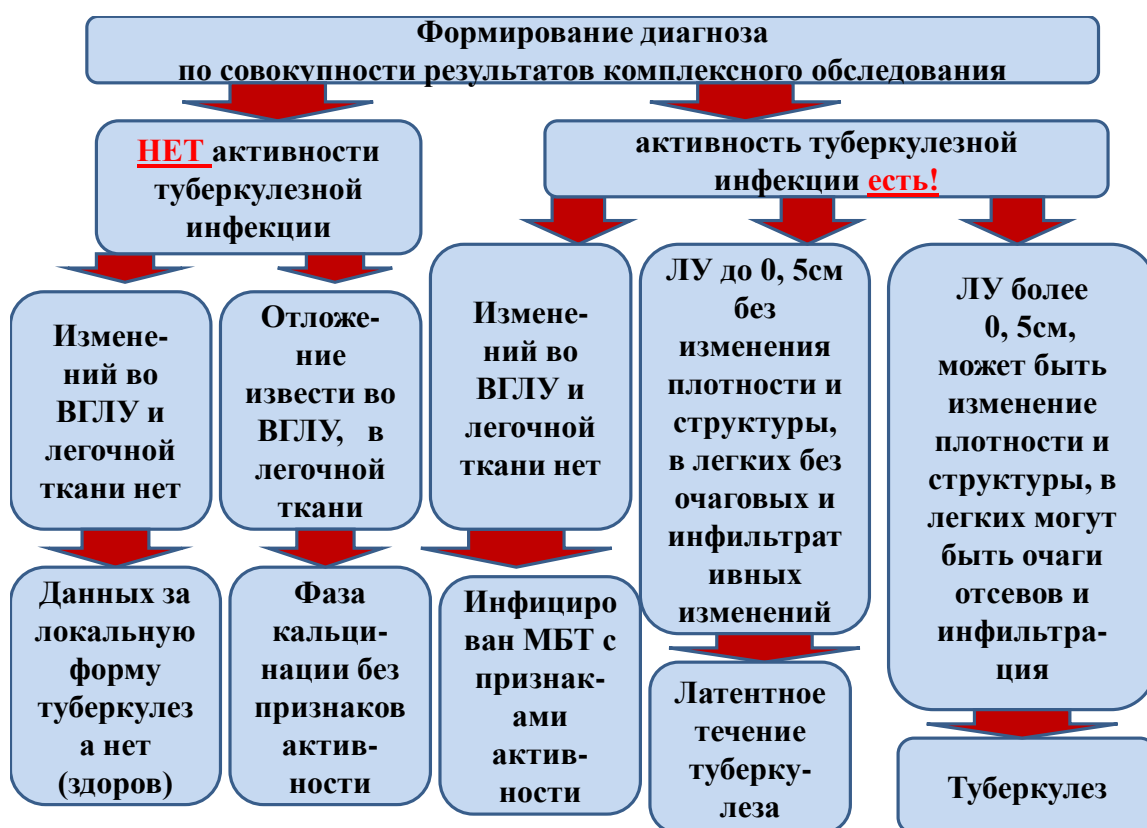 Формирование диагноза
по совокупности результатов комплексного обследования
НЕТ активности
туберкулезной
инфекции
активность туберкулезной
инфекции есть!
Измене-
ний во
ВГЛУ и
легочной
ткани нет
Отложе-
ние
извести во
ВГЛУ, в
легочной
ткани
Измене-
ний во
ВГЛУ и
легочной
ткани нет
ЛУ до 0, 5см
без
изменения
плотности и
структуры,
в легких без
очаговых и
инфильтрат
ивных
изменений
ЛУ более
0, 5см,
может быть
изменение
плотности и
структуры, в
легких могут
быть очаги
отсевов и
инфильтра-
ция
Данных за
локальную
форму
туберкулез
а нет
(здоров)
Фаза
кальци-
нации без
признаков
актив-
ности
Инфициро
ван МБТ с
признак-
ами
актив-
ности
Латентное
течение
туберку-
леза
Туберкулез